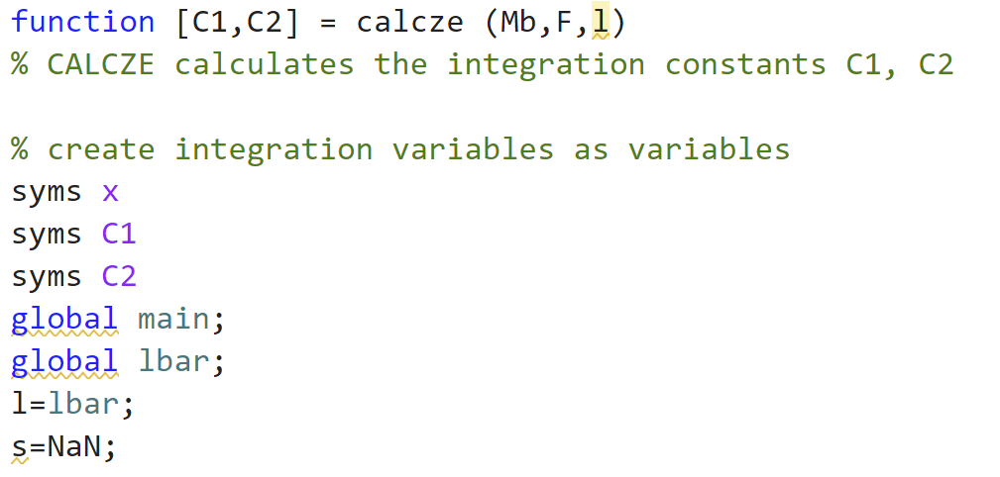 function [C1,C2] = calcze (Mb,F,l)
% CALCZE calculates the integration constants C1, C2
% create integration variables as variables
syms x
syms C1
syms C2
global main;
global lbar;
l=lbar;
s=NaN;